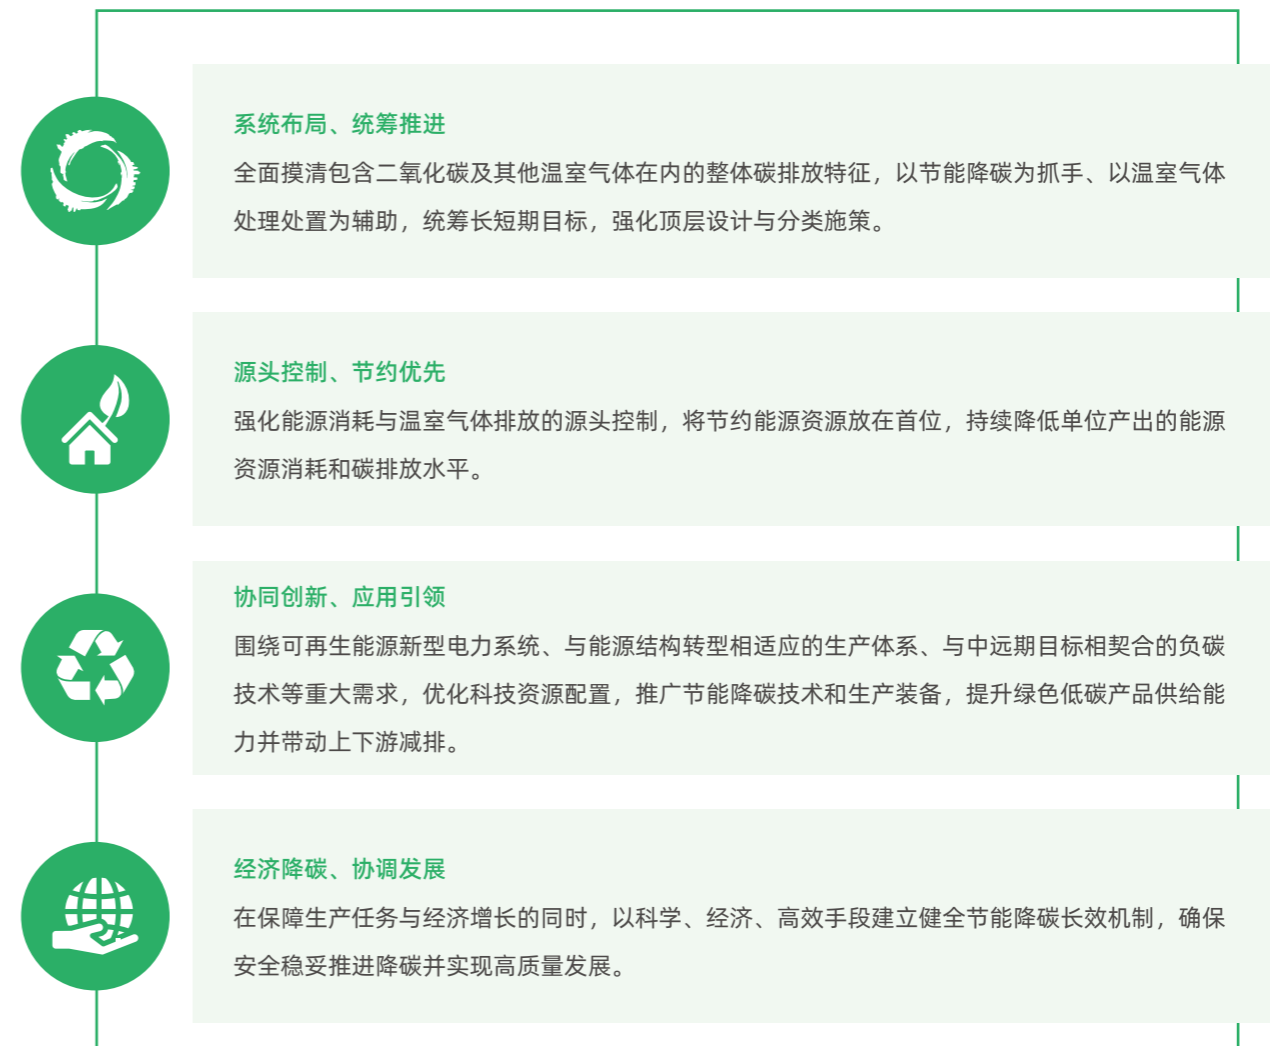 系统布局、统筹推进
全面摸清包含二氧化碳及其他温室气体在内的整体碳排放特征，以节能降碳为抓手、以温室气体
处理处置为辅助，统筹长短期目标，强化顶层设计与分类施策。
源头控制、节约优先
强化能源消耗与温室气体排放的源头控制，将节约能源资源放在首位，持续降低单位产出的能源
资源消耗和碳排放水平。
协同创新、应用引领
围绕可再生能源新型电力系统、与能源结构转型相适应的生产体系、与中远期目标相契合的负碳
技术等重大需求，优化科技资源配置，推广节能降碳技术和生产装备，提升绿色低碳产品供给能
力并带动上下游减排。
经济降碳、协调发展
在保障生产任务与经济增长的同时，以科学、经济、高效手段建立健全节能降碳长效机制，确保
安全稳妥推进降碳并实现高质量发展。